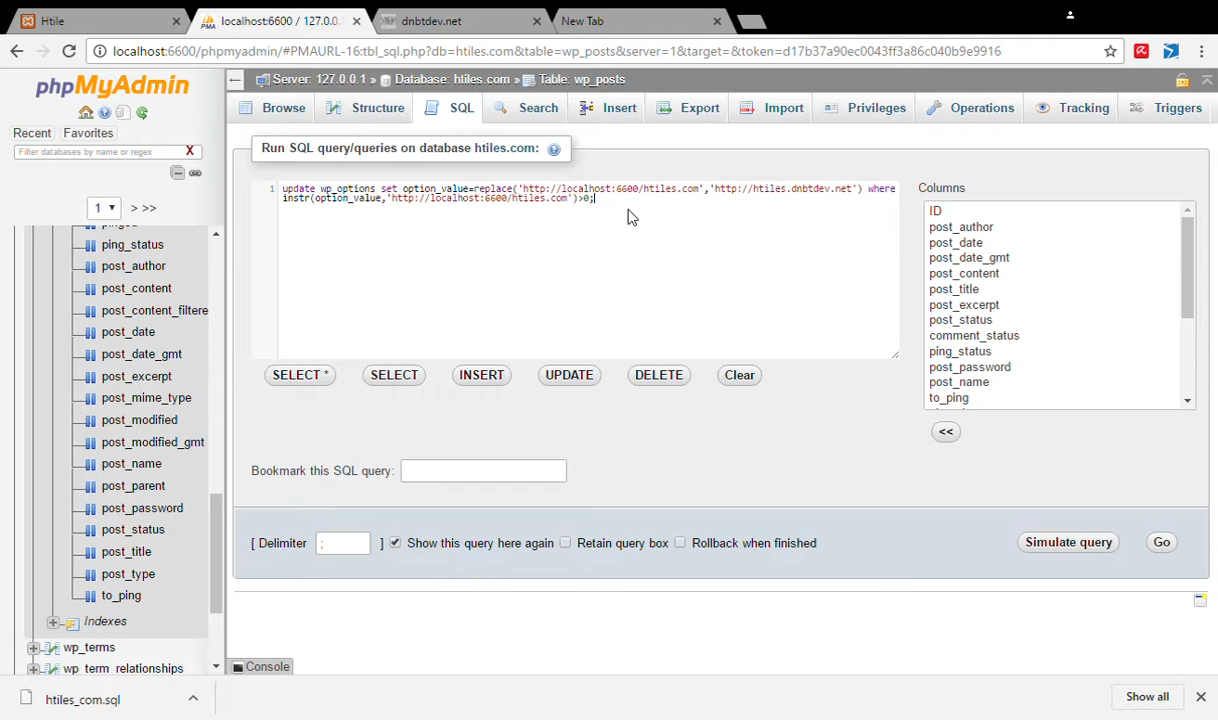 Htile
localhost:6600 / 127.0.0.
dnbtdev.net
New Tab
localhost:6600/phpmyadmin/#PMAURL-16:tbl_sql.php?db=htiles.com&table=wp_posts&server=1&target=&token=d17b37a90ec0043ff3a86c040b9e9916
phpMyAdmin
Recent Favorites
Filter databases by name or regex X
1 > >>
ping_status
post_author
post_content
post_content_filtere
post_date
post_date_gmt
post_excerpt
post_mime_type
post_modified
post_modified_gmt
post_name
post_parent
post_password
post_status
post_title
post_type
to_ping
Indexes
wp_terms
wp_term_relationships
Server: 127.0.0.1 » Database: htiles.com » Table: wp_posts
Browse Structure SQL Search Insert Export Import Privileges Operations Tracking Triggers
Run SQL query/queries on database htiles.com:
1 update wp_options set option_value=replace('http://localhost:6600/htiles.com','http://htiles.dnbtdev.net') where
instr(option_value,'http://localhost:6600/htiles.com')>0;
Columns
ID
post_author
post_date
post_date_gmt
post_content
post_title
post_excerpt
post_status
comment_status
ping_status
post_password
post_name
to_ping
SELECT * SELECT INSERT UPDATE DELETE Clear
<<
Bookmark this SQL query:
[ Delimiter ; ] Show this query here again Retain query box Rollback when finished Simulate query Go
Console
htiles_com.sql
Show all